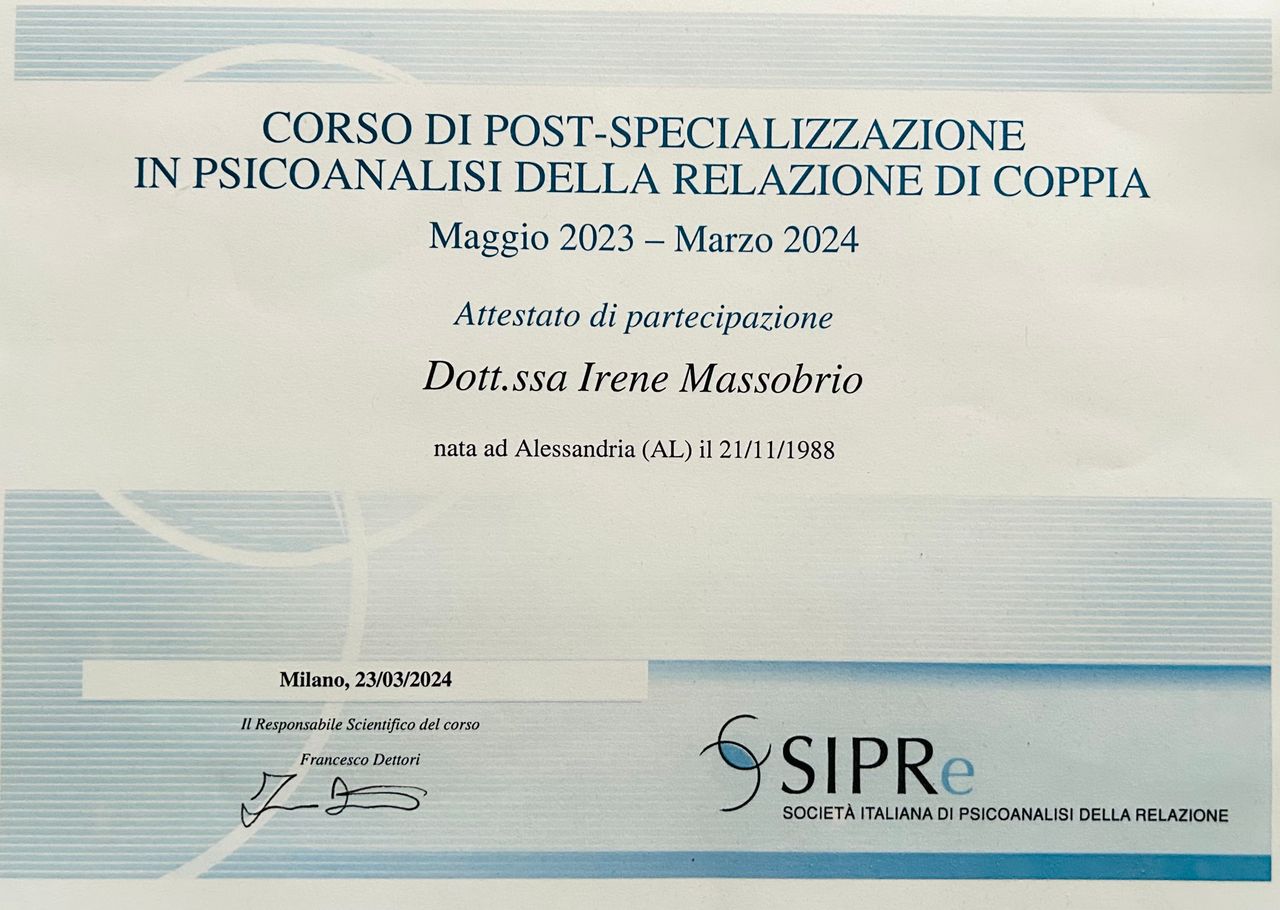 CORSO DI POST-SPECIALIZZAZIONE
IN PSICOANALISI DELLA RELAZIONE DI COPPIA
Maggio 2023 – Marzo 2024
Attestato di partecipazione
Dott.ssa Irene Massobrio
nata ad Alessandria (AL) il 21/11/1988
Milano, 23/03/2024
Il Responsabile Scientifico del corso
Francesco Dettori
SIPRe
SOCIETÀ ITALIANA DI PSICOANALISI DELLA RELAZIONE